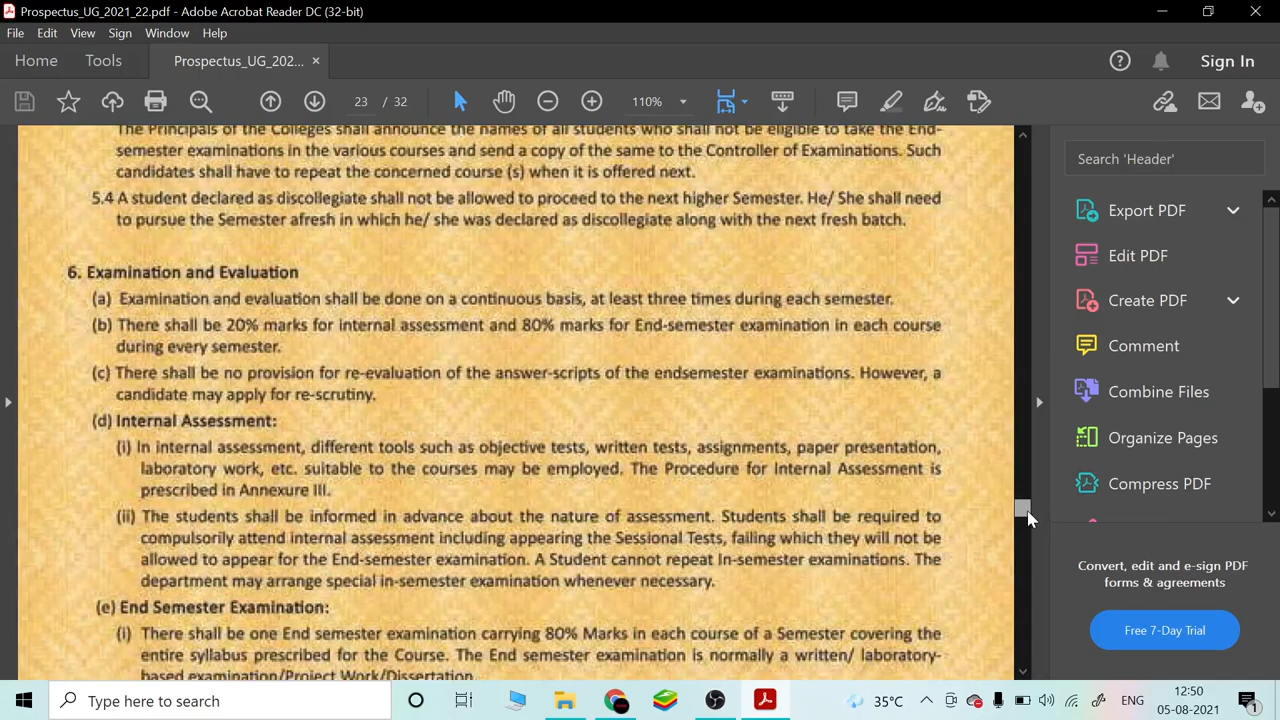 Prospectus_UG_2021_22.pdf - Adobe Acrobat Reader DC (32-bit)
File Edit View Sign Window Help
Home Tools Prospectus_UG_202... × Sign In
23 / 32 110%
The Principals of the Colleges shall announce the names of all students who shall not be eligible to take the End-
semester examinations in the various courses and send a copy of the same to the Controller of Examinations. Such
candidates shall have to repeat the concerned course (s) when it is offered next.
5.4 A student declared as discollegiate shall not be allowed to proceed to the next higher Semester. He/ She shall need
to pursue the Semester afresh in which he/ she was declared as discollegiate along with the next fresh batch.
6. Examination and Evaluation
(a) Examination and evaluation shall be done on a continuous basis, at least three times during each semester.
(b) There shall be 20% marks for internal assessment and 80% marks for End-semester examination in each course
during every semester.
(c) There shall be no provision for re-evaluation of the answer-scripts of the endsemester examinations. However, a
candidate may apply for re-scrutiny.
(d) Internal Assessment:
(i) In internal assessment, different tools such as objective tests, written tests, assignments, paper presentation,
laboratory work, etc. suitable to the courses may be employed. The Procedure for Internal Assessment is
prescribed in Annexure III.
(ii) The students shall be informed in advance about the nature of assessment. Students shall be required to
compulsorily attend internal assessment including appearing the Sessional Tests, failing which they will not be
allowed to appear for the End-semester examination. A Student cannot repeat In-semester examinations. The
department may arrange special in-semester examination whenever necessary.
(e) End Semester Examination:
(i) There shall be one End semester examination carrying 80% Marks in each course of a Semester covering the
entire syllabus prescribed for the Course. The End semester examination is normally a written/ laboratory-
based examination/Project Work/Dissertation.
Search 'Header'
Export PDF
Edit PDF
Create PDF
Comment
Combine Files
Organize Pages
Compress PDF
Convert, edit and e-sign PDF
forms & agreements
Free 7-Day Trial
Type here to search
35°C
ENG
12:50
05-08-2021
1